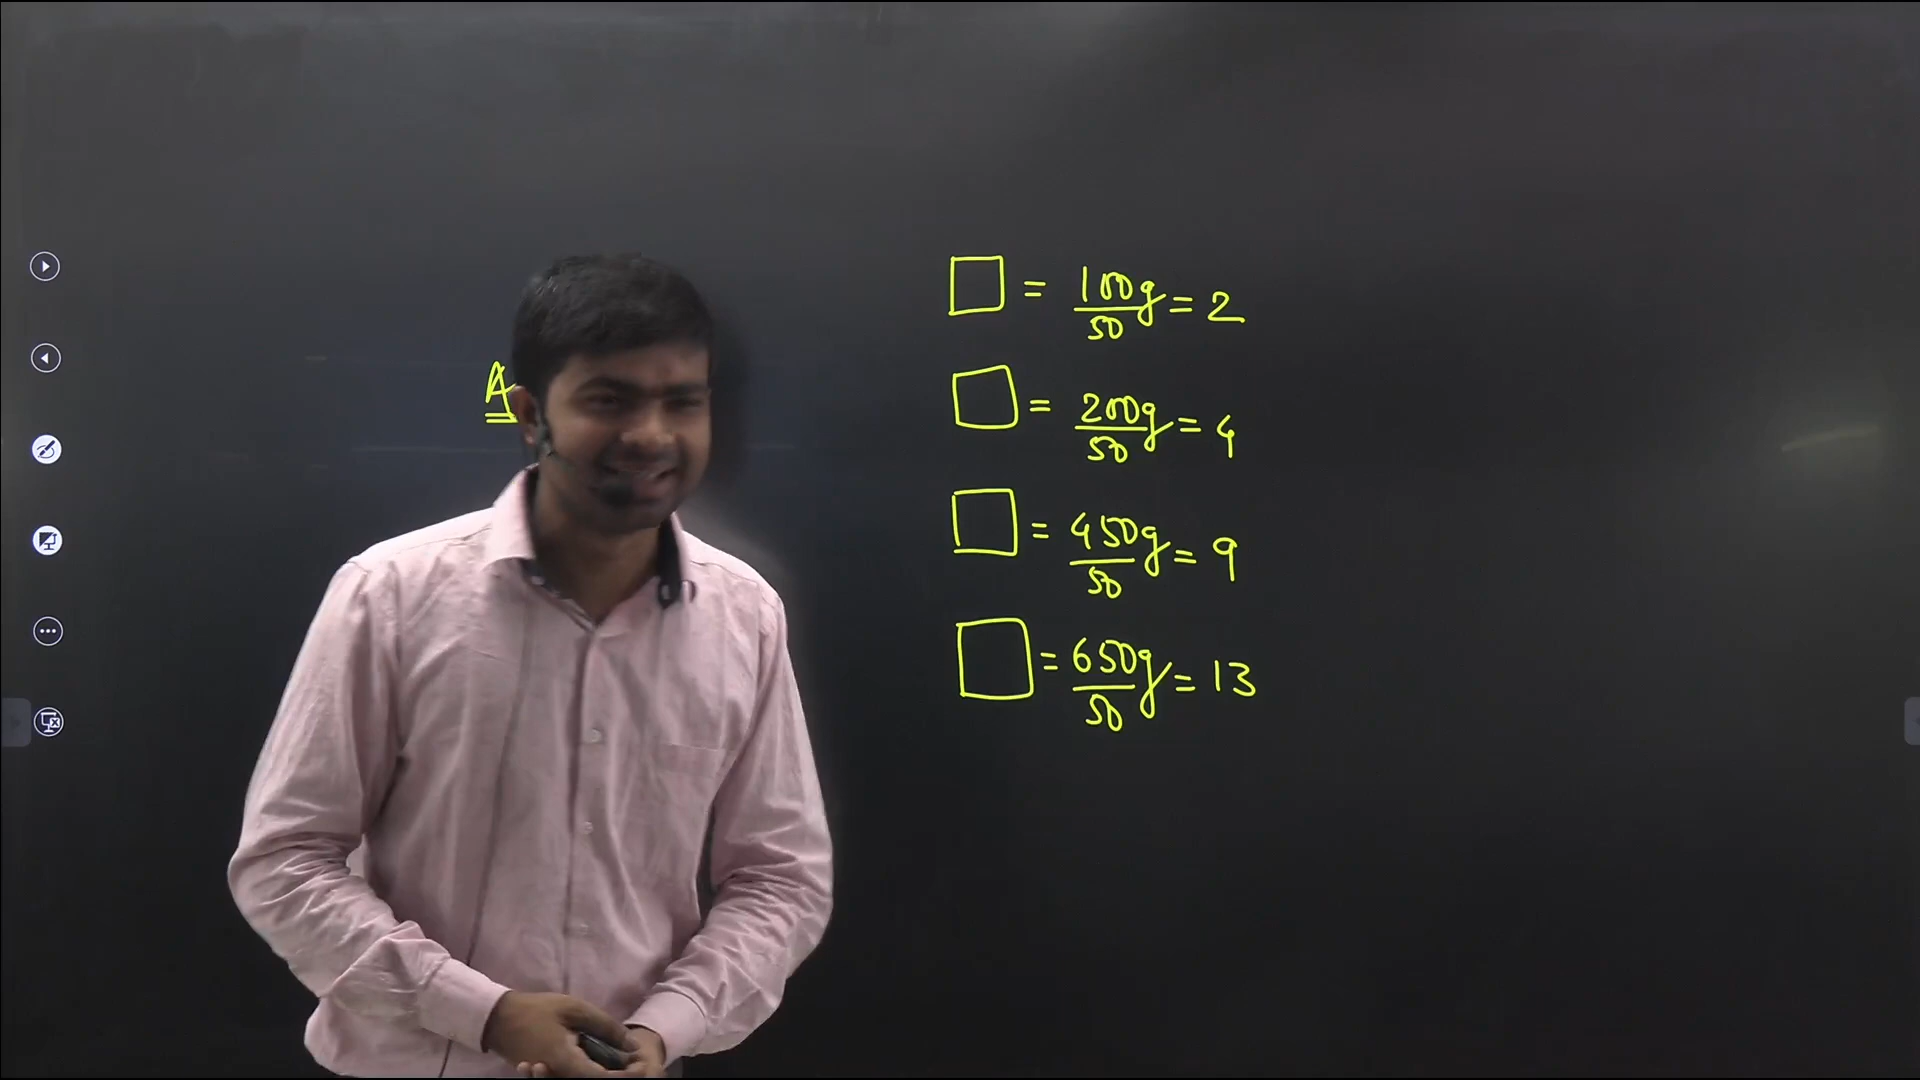 A
□ = 100g/50 = 2
□ = 200g/50 = 4
□ = 450g/50 = 9
□ = 650g/50 = 13